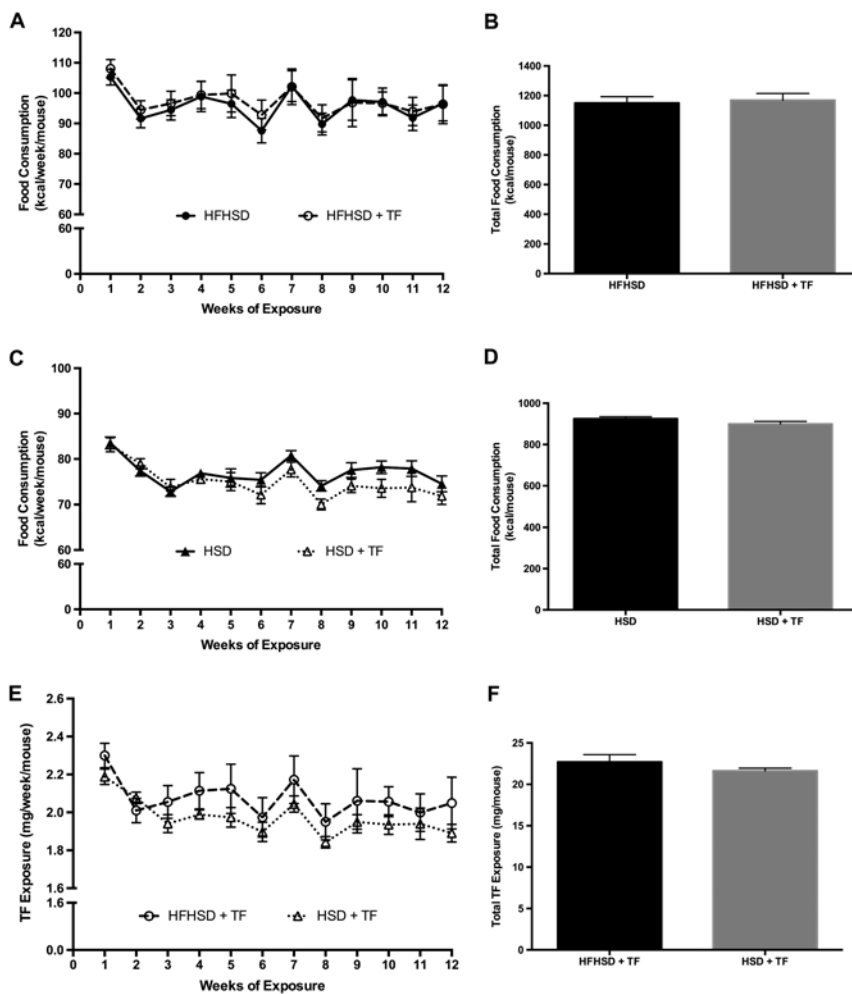 A
B
120
110
100
90
80
70
60
60
0
Food Consumption
(kcal/week/mouse)
HFHSD
HFHSD + TF
0 1 2 3 4 5 6 7 8 9 10 11 12
Weeks of Exposure
1400
1200
1000
800
600
400
200
0
Total Food Consumption
(kcal/mouse)
HFHSD
HFHSD + TF
C
D
100
90
80
70
60
60
0
Food Consumption
(kcal/week/mouse)
HSD
HSD + TF
0 1 2 3 4 5 6 7 8 9 10 11 12
Weeks of Exposure
1000
800
600
400
200
0
Total Food Consumption
(kcal/mouse)
HSD
HSD + TF
E
F
2.6
2.4
2.2
2.0
1.8
1.6
1.6
0.0
TF Exposure (mg/week/mouse)
HFHSD + TF
HSD + TF
0 1 2 3 4 5 6 7 8 9 10 11 12
Weeks of Exposure
25
20
15
10
5
0
Total TF Exposure (mg/mouse)
HFHSD + TF
HSD + TF